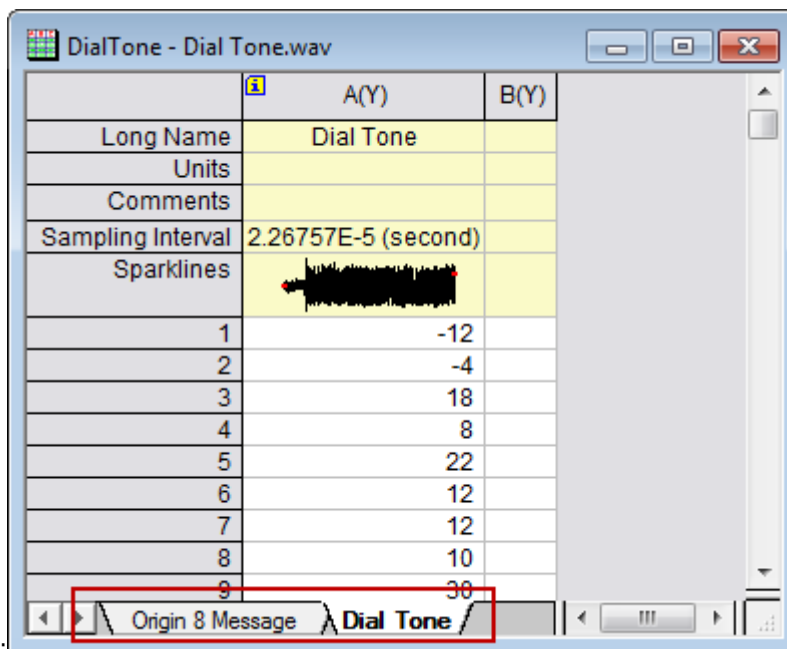 DialTone - Dial Tone.wav
A(Y) B(Y)
Long Name Dial Tone
Units
Comments
Sampling Interval 2.26757E-5 (second)
Sparklines
1 -12
2 -4
3 18
4 8
5 22
6 12
7 12
8 10
9 30
Origin 8 Message Dial Tone
.